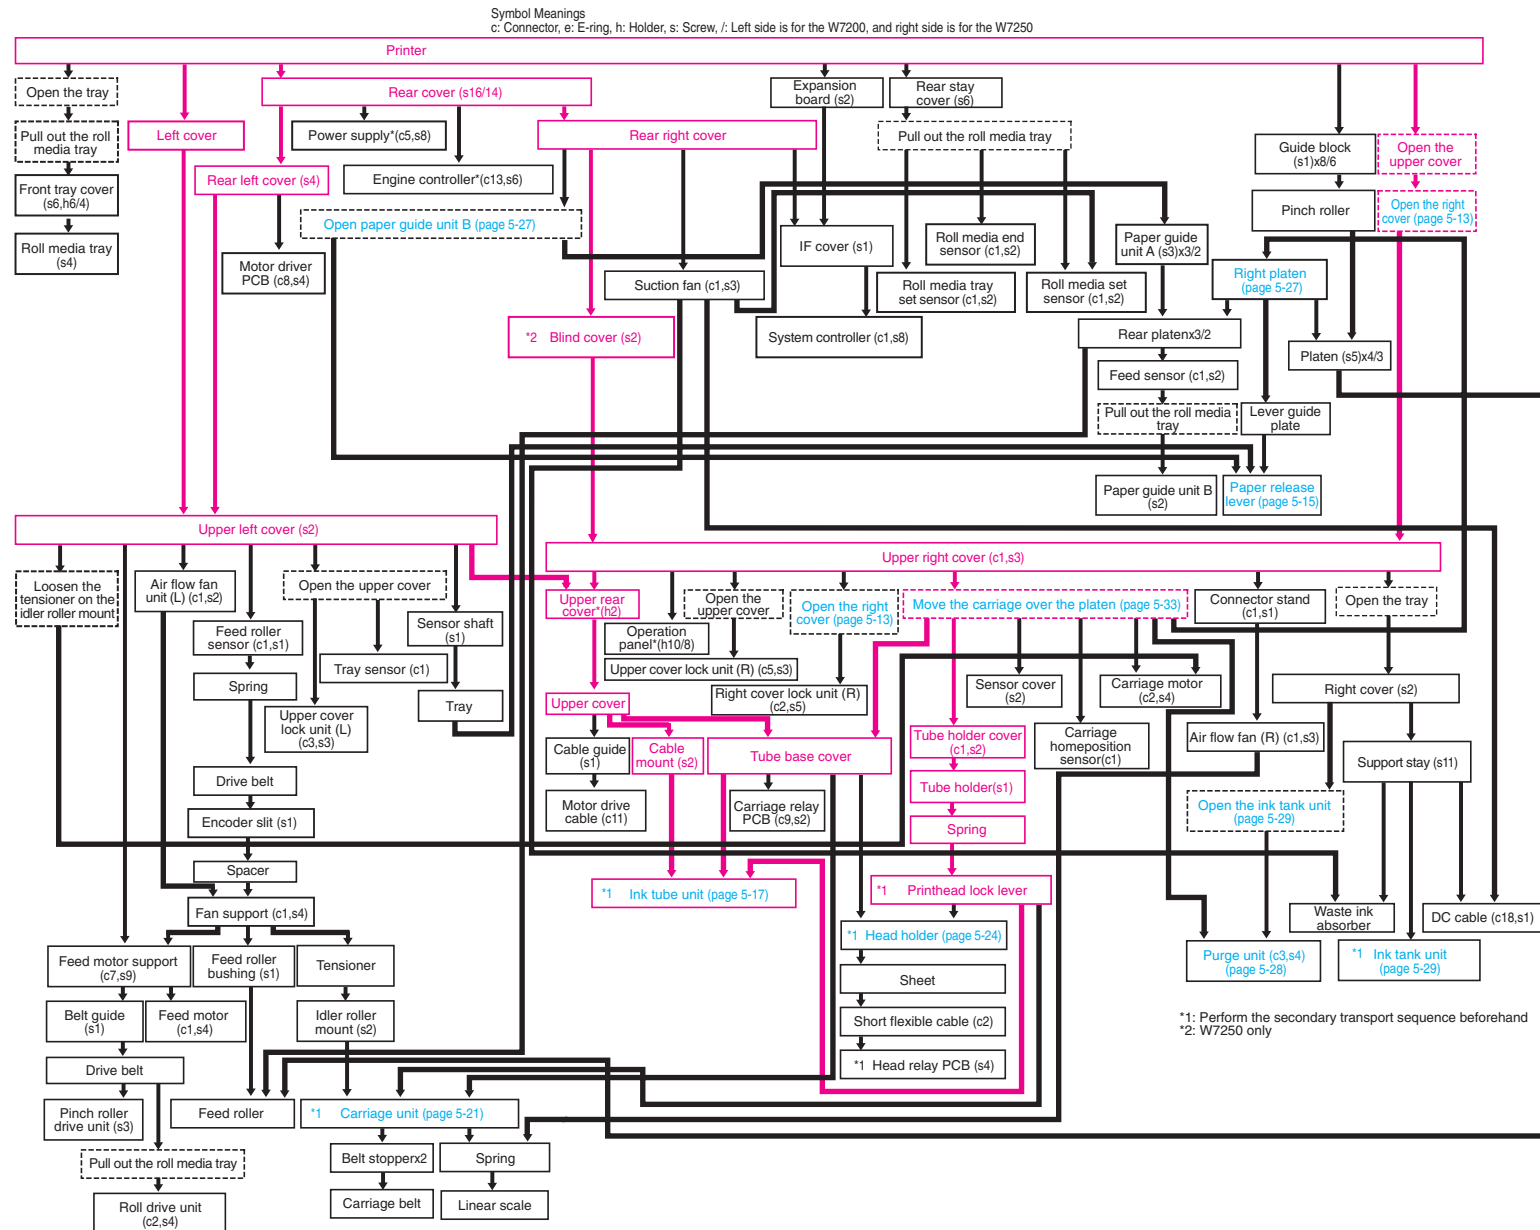 Symbol Meanings
c: Connector, e: E-ring, h: Holder, s: Screw, /: Left side is for the W7200, and right side is for the W7250
Printer
Open the tray
Pull out the roll
media tray
Front tray cover
(s6,h6/4)
Roll media tray
(s4)
Left cover
Rear cover (s16/14)
Rear left cover (s4)
Motor driver
PCB (c8,s4)
Power supply*(c5,s8)
Engine controller*(c13,s6)
Rear right cover
Open paper guide unit B (page 5-27)
Suction fan (c1,s3)
*2 Blind cover (s2)
Expansion
board (s2)
IF cover (s1)
System controller (c1,s8)
Rear stay
cover (s6)
Pull out the roll media tray
Roll media tray
set sensor (c1,s2)
Roll media end
sensor (c1,s2)
Roll media set
sensor (c1,s2)
Paper guide
unit A (s3)x3/2
Rear platenx3/2
Feed sensor (c1,s2)
Pull out the roll media
tray
Paper guide unit B
(s2)
Guide block
(s1)x8/6
Pinch roller
Open the
upper cover
Open the right
cover (page 5-13)
Right platen
(page 5-27)
Platen (s5)x4/3
Lever guide
plate
Paper release
lever (page 5-15)
Upper left cover (s2)
Loosen the
tensioner on the
idler roller mount
Air flow fan
unit (L) (c1,s2)
Feed roller
sensor (c1,s1)
Spring
Drive belt
Encoder slit (s1)
Spacer
Fan support (c1,s4)
Open the upper cover
Upper cover
lock unit (L)
(c3,s3)
Tray sensor (c1)
Sensor shaft
(s1)
Tray
Feed motor support
(c7,s9)
Feed roller
bushing (s1)
Tensioner
Belt guide
(s1)
Feed motor
(c1,s4)
Idler roller
mount (s2)
Drive belt
Pinch roller
drive unit (s3)
Feed roller
*1 Carriage unit (page 5-21)
Pull out the roll media tray
Roll drive unit
(c2,s4)
Belt stopperx2
Carriage belt
Spring
Linear scale
Upper right cover (c1,s3)
Upper rear
cover*(h2)
Operation
panel*(h10/8)
Open the
upper cover
Upper cover lock unit (R) (c5,s3)
Open the right
cover (page 5-13)
Right cover lock unit (R)
(c2,s5)
Move the carriage over the platen (page 5-33)
Connector stand
(c1,s1)
Open the tray
Upper cover
Cable guide
(s1)
Motor drive
cable (c11)
Cable
mount (s2)
Tube base cover
Carriage relay
PCB (c9,s2)
Tube holder cover
(c1,s2)
Tube holder(s1)
Spring
Sensor cover
(s2)
Carriage
homeposition
sensor(c1)
Carriage motor
(c2,s4)
Air flow fan (R) (c1,s3)
Right cover (s2)
Support stay (s11)
Open the ink tank unit
(page 5-29)
*1 Ink tube unit (page 5-17)
*1 Printhead lock lever
*1 Head holder (page 5-24)
Sheet
Short flexible cable (c2)
*1 Head relay PCB (s4)
Waste ink
absorber
DC cable (c18,s1)
Purge unit (c3,s4)
(page 5-28)
*1 Ink tank unit
(page 5-29)
*1: Perform the secondary transport sequence beforehand
*2: W7250 only